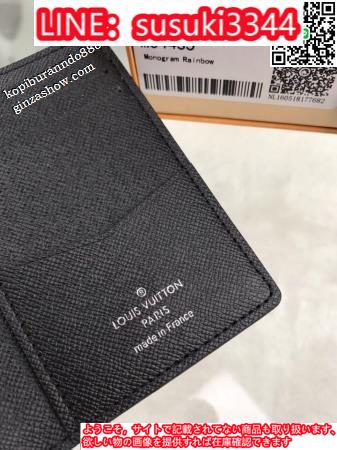 LINE: susuki3344
kopiburanndo88
ginzashow.
Monogram Rainbow
NL160518177682
LOUIS VUITTON
PARIS
made in France
ようこそ，サイトで記載されてない商品も取り扱います、
欲しい物の画像を提供すれば在庫確認できます